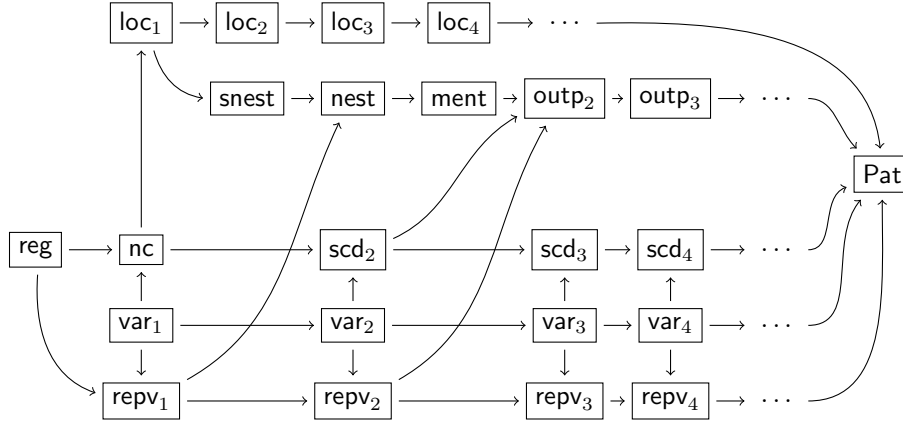 loc₁ loc₂ loc₃ loc₄ ···
snest nest ment outp₂ outp₃ ···
Pat
reg nc scd₂ scd₃ scd₄ ···
var₁ var₂ var₃ var₄ ···
repv₁ repv₂ repv₃ repv₄ ···